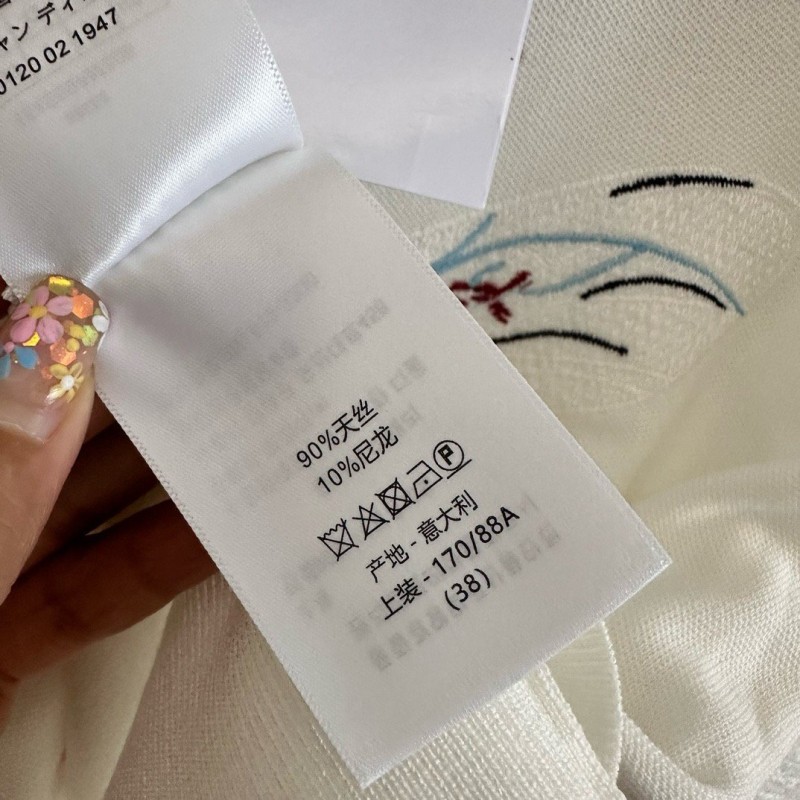 ャン ディ
0120 02 1947
90%天丝
10%尼龙
P
产地 - 意大利
上装 - 170/88A
(38)